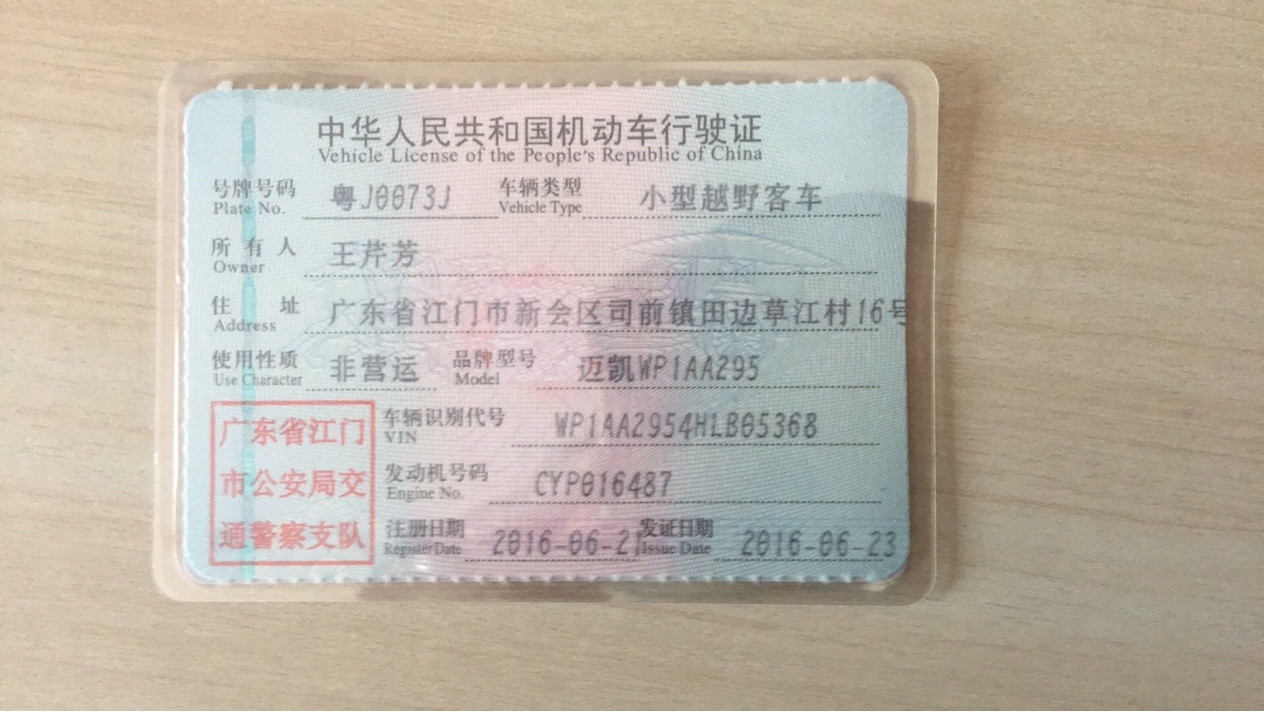 中华人民共和国机动车行驶证
Vehicle License of the People's Republic of China
号牌号码 粤J0073J 车辆类型 小型越野客车
Plate No. Vehicle Type
所有人 王芹芳
Owner
住址 广东省江门市新会区司前镇田边草江村16号
Address
使用性质 非营运 品牌型号 迈凯WP1AA295
Use Character Model
车辆识别代号 WP1AA2954HLB05368
VIN
发动机号码 CYP016487
Engine No.
注册日期 2016-06-21 发证日期 2016-06-23
Register Date Issue Date
广东省江门
市公安局交
通警察支队